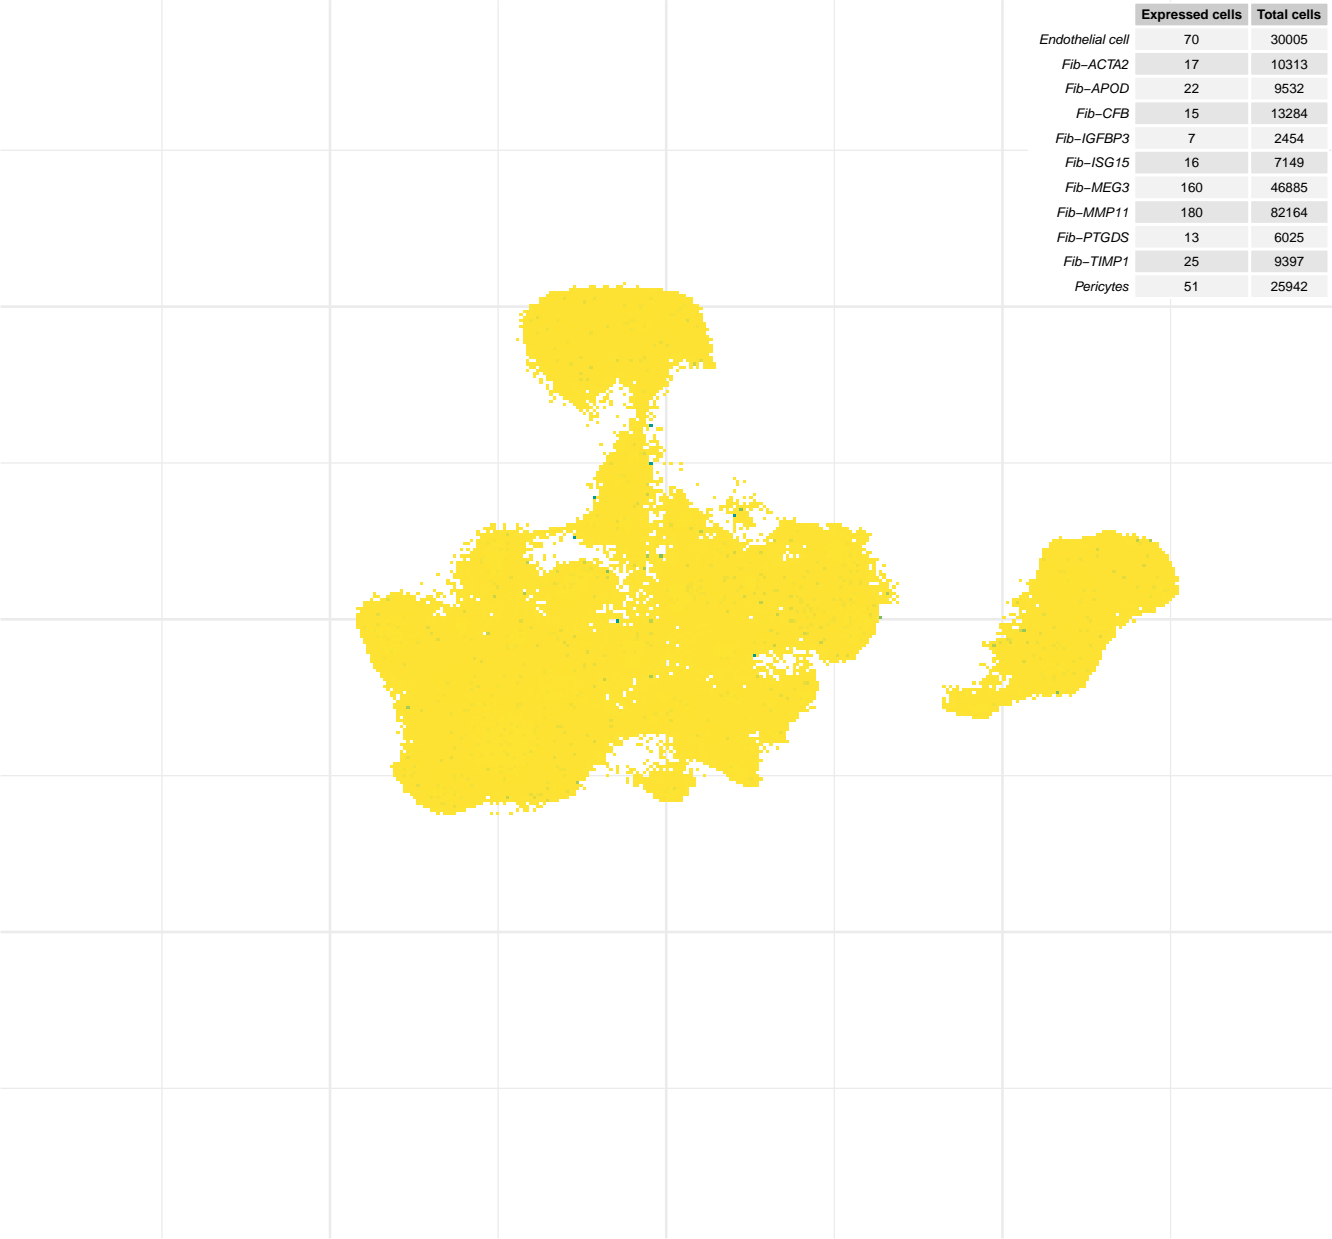 Expressed cells Total cells
Endothelial cell 70 30005
Fib−ACTA2 17 10313
Fib−APOD 22 9532
Fib−CFB 15 13284
Fib−IGFBP3 7 2454
Fib−ISG15 16 7149
Fib−MEG3 160 46885
Fib−MMP11 180 82164
Fib−PTGDS 13 6025
Fib−TIMP1 25 9397
Pericytes 51 25942